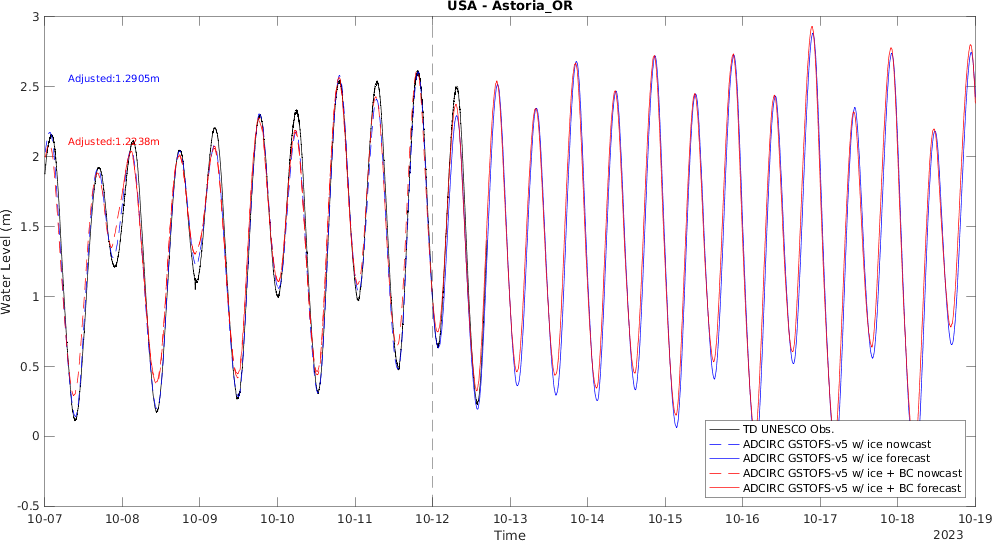 USA - Astoria_OR
3
2.5
2
1.5
1
0.5
0
-0.5
Water Level (m)
Adjusted:1.2905m
Adjusted:1.2238m
TD UNESCO Obs.
ADCIRC GSTOFS-v5 w/ ice nowcast
ADCIRC GSTOFS-v5 w/ ice forecast
ADCIRC GSTOFS-v5 w/ ice + BC nowcast
ADCIRC GSTOFS-v5 w/ ice + BC forecast
10-07 10-08 10-09 10-10 10-11 10-12 10-13 10-14 10-15 10-16 10-17 10-18 10-19
Time
2023